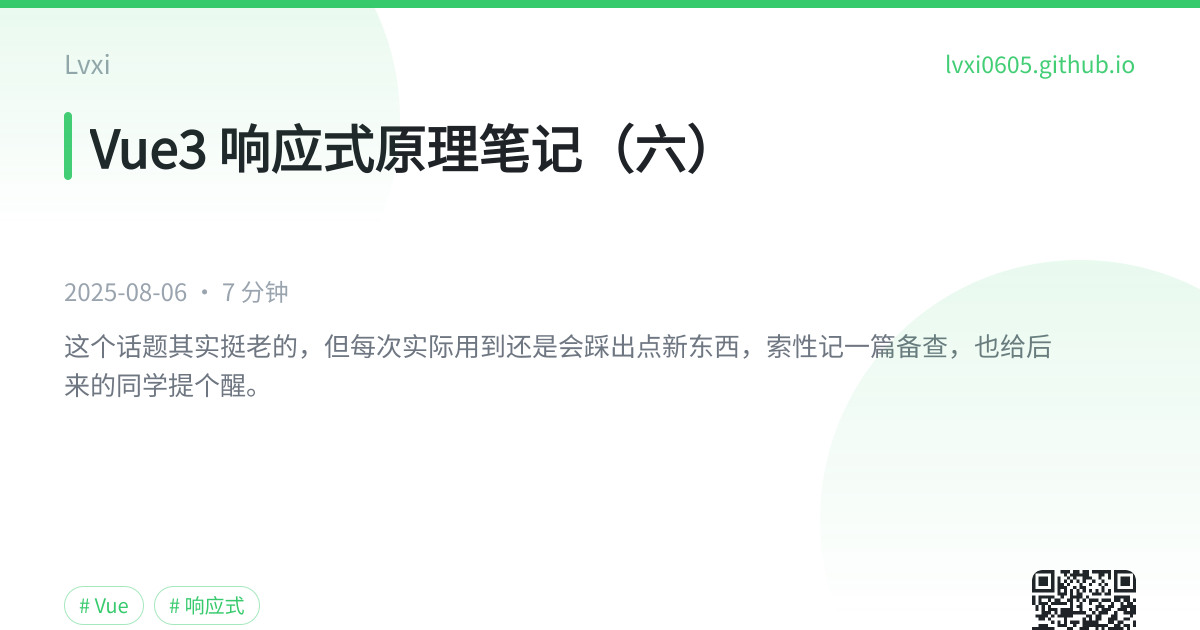 Lvxi
lvxi0605.github.io
Vue3 响应式原理笔记（六）
2025-08-06 · 7 分钟
这个话题其实挺老的，但每次实际用到还是会踩出点新东西，索性记一篇备查，也给后
来的同学提个醒。
# Vue
# 响应式